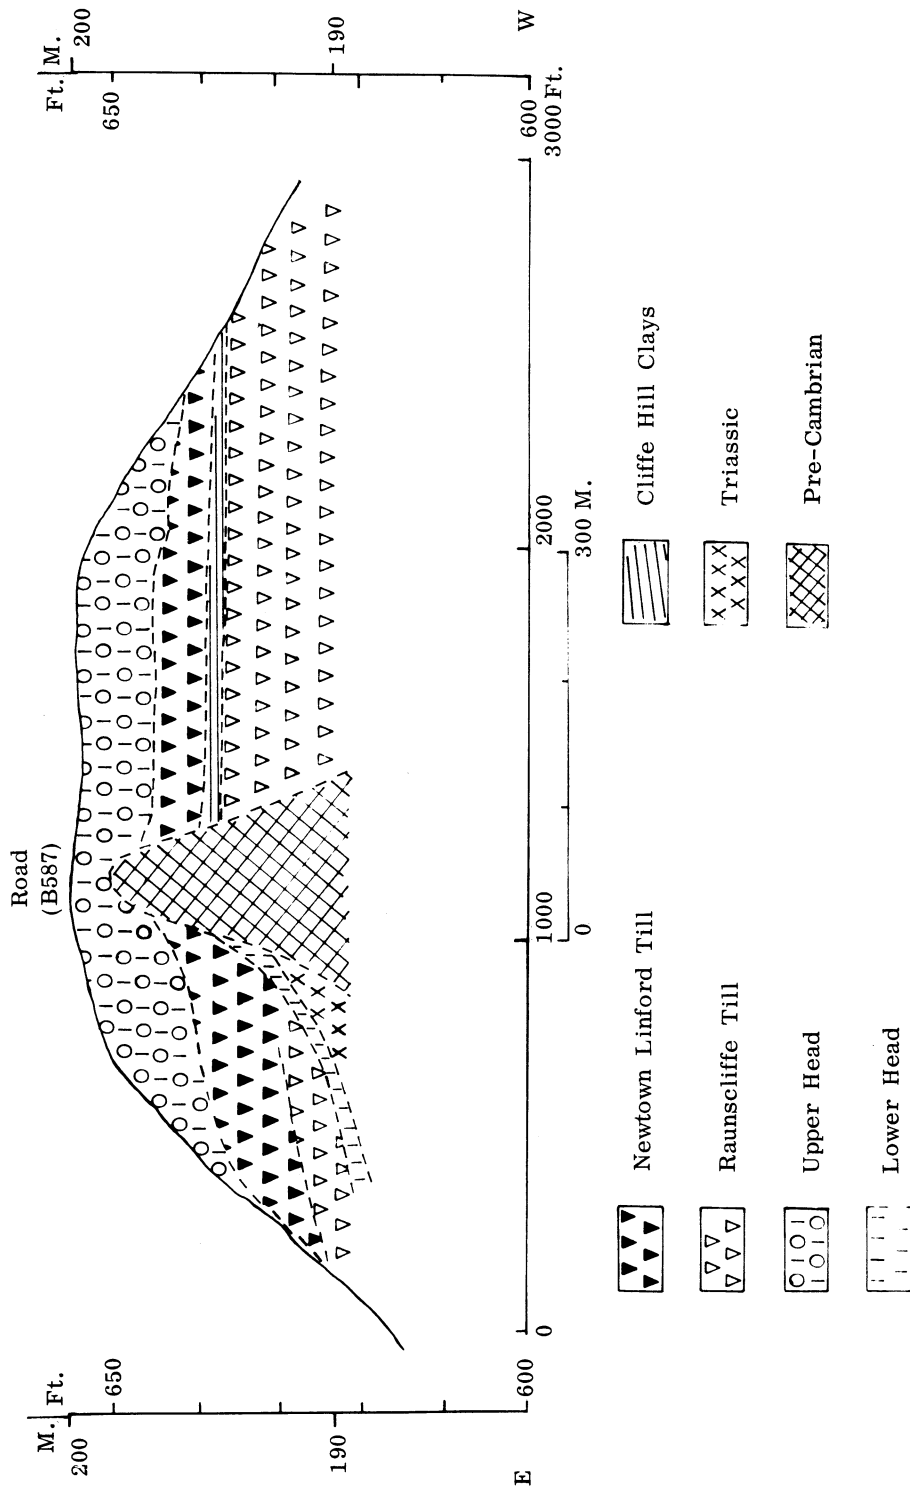 Road
(B587)
M. Ft.
200
650
190
600
E
Ft. M.
200
650
190
600
W
0
1000
2000
3000 Ft.
0
300 M.
Newtown Linford Till
Cliffe Hill Clays
Raunscliffe Till
Triassic
Upper Head
Pre-Cambrian
Lower Head